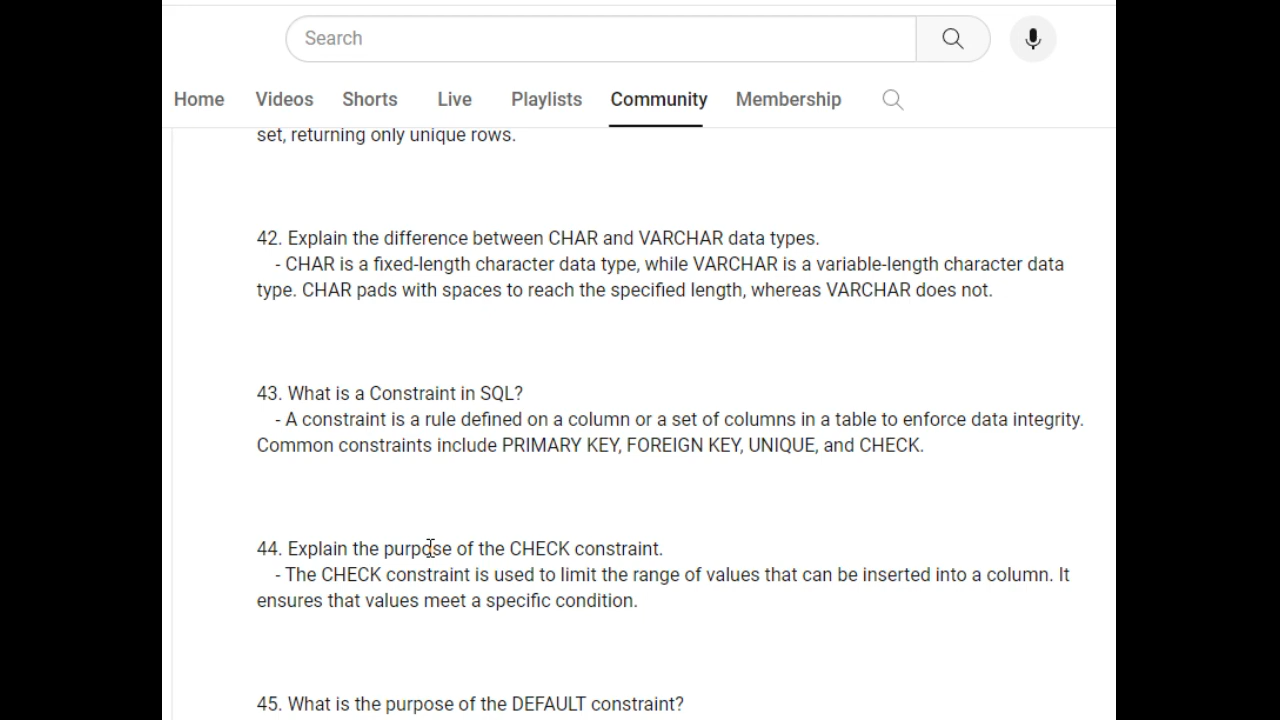 Search
Home Videos Shorts Live Playlists Community Membership
set, returning only unique rows.
42. Explain the difference between CHAR and VARCHAR data types.
- CHAR is a fixed-length character data type, while VARCHAR is a variable-length character data
type. CHAR pads with spaces to reach the specified length, whereas VARCHAR does not.
43. What is a Constraint in SQL?
- A constraint is a rule defined on a column or a set of columns in a table to enforce data integrity.
Common constraints include PRIMARY KEY, FOREIGN KEY, UNIQUE, and CHECK.
44. Explain the purpose of the CHECK constraint.
- The CHECK constraint is used to limit the range of values that can be inserted into a column. It
ensures that values meet a specific condition.
45. What is the purpose of the DEFAULT constraint?